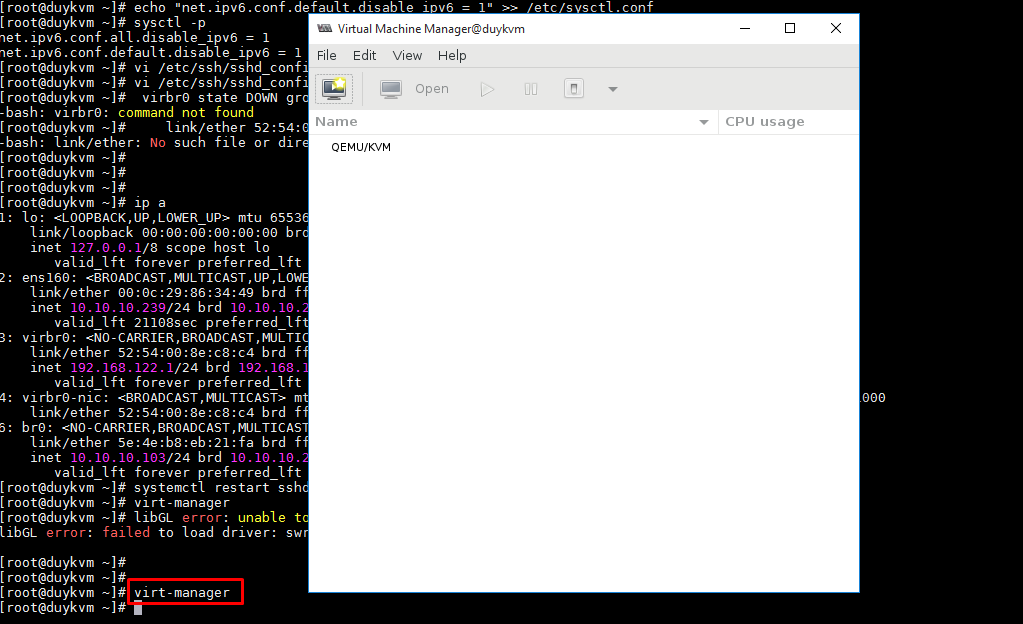 [root@duykvm ~]# echo "net.ipv6.conf.default.disable_ipv6 = 1" >> /etc/sysctl.conf
[root@duykvm ~]# sysctl -p
net.ipv6.conf.all.disable_ipv6 = 1
net.ipv6.conf.default.disable_ipv6 = 1
[root@duykvm ~]# vi /etc/ssh/sshd_confi
[root@duykvm ~]# vi /etc/ssh/sshd_confi
[root@duykvm ~]#  virbr0 state DOWN gro
-bash: virbr0: command not found
[root@duykvm ~]#     link/ether 52:54:0
-bash: link/ether: No such file or dire
[root@duykvm ~]#
[root@duykvm ~]#
[root@duykvm ~]#
[root@duykvm ~]# ip a
1: lo: <LOOPBACK,UP,LOWER_UP> mtu 65536
link/loopback 00:00:00:00:00:00 brd
inet 127.0.0.1/8 scope host lo
valid_lft forever preferred_lft
2: ens160: <BROADCAST,MULTICAST,UP,LOWE
link/ether 00:0c:29:86:34:49 brd ff
inet 10.10.10.239/24 brd 10.10.10.2
valid_lft 21108sec preferred_lft
3: virbr0: <NO-CARRIER,BROADCAST,MULTIC
link/ether 52:54:00:8e:c8:c4 brd ff
inet 192.168.122.1/24 brd 192.168.1
valid_lft forever preferred_lft
4: virbr0-nic: <BROADCAST,MULTICAST> mt
1000
link/ether 52:54:00:8e:c8:c4 brd ff
6: br0: <NO-CARRIER,BROADCAST,MULTICAST
link/ether 5e:4e:b8:eb:21:fa brd ff
inet 10.10.10.103/24 brd 10.10.10.2
valid_lft forever preferred_lft
[root@duykvm ~]# systemctl restart sshd
[root@duykvm ~]# virt-manager
[root@duykvm ~]# libGL error: unable to
libGL error: failed to load driver: swr
[root@duykvm ~]#
[root@duykvm ~]#
[root@duykvm ~]# virt-manager
[root@duykvm ~]#
Virtual Machine Manager@duykvm
File Edit View Help
Open
Name CPU usage
QEMU/KVM